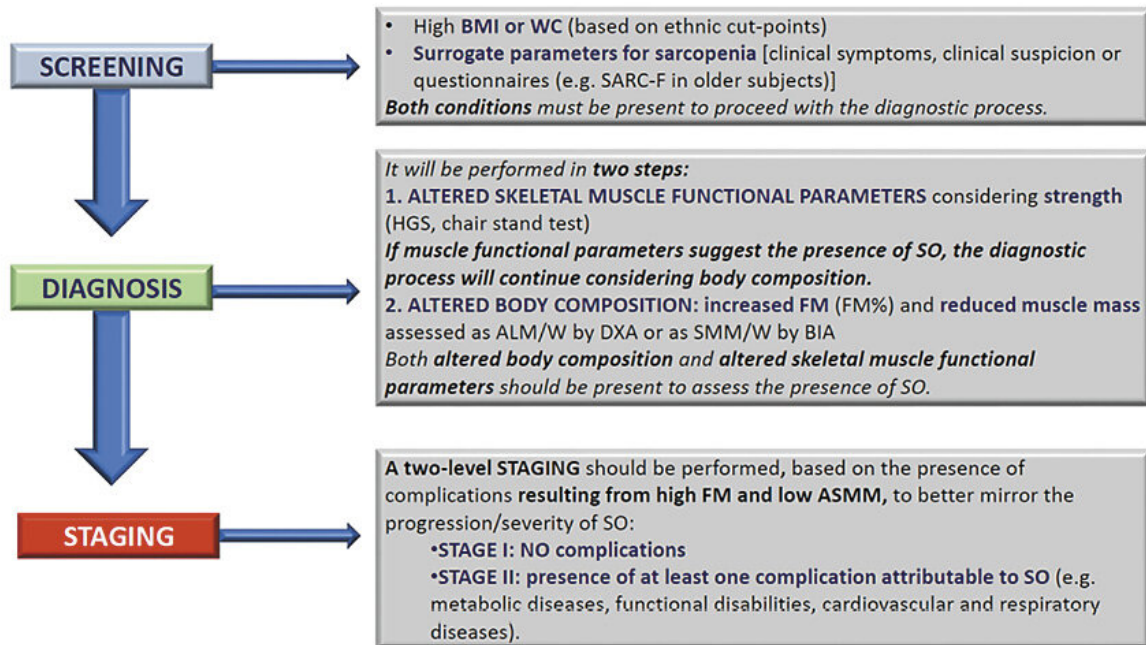 SCREENING
• High BMI or WC (based on ethnic cut-points)
• Surrogate parameters for sarcopenia [clinical symptoms, clinical suspicion or
questionnaires (e.g. SARC-F in older subjects)]
Both conditions must be present to proceed with the diagnostic process.
DIAGNOSIS
It will be performed in two steps:
1. ALTERED SKELETAL MUSCLE FUNCTIONAL PARAMETERS considering strength
(HGS, chair stand test)
If muscle functional parameters suggest the presence of SO, the diagnostic
process will continue considering body composition.
2. ALTERED BODY COMPOSITION: increased FM (FM%) and reduced muscle mass
assessed as ALM/W by DXA or as SMM/W by BIA
Both altered body composition and altered skeletal muscle functional
parameters should be present to assess the presence of SO.
STAGING
A two-level STAGING should be performed, based on the presence of
complications resulting from high FM and low ASMM, to better mirror the
progression/severity of SO:
•STAGE I: NO complications
•STAGE II: presence of at least one complication attributable to SO (e.g.
metabolic diseases, functional disabilities, cardiovascular and respiratory
diseases).